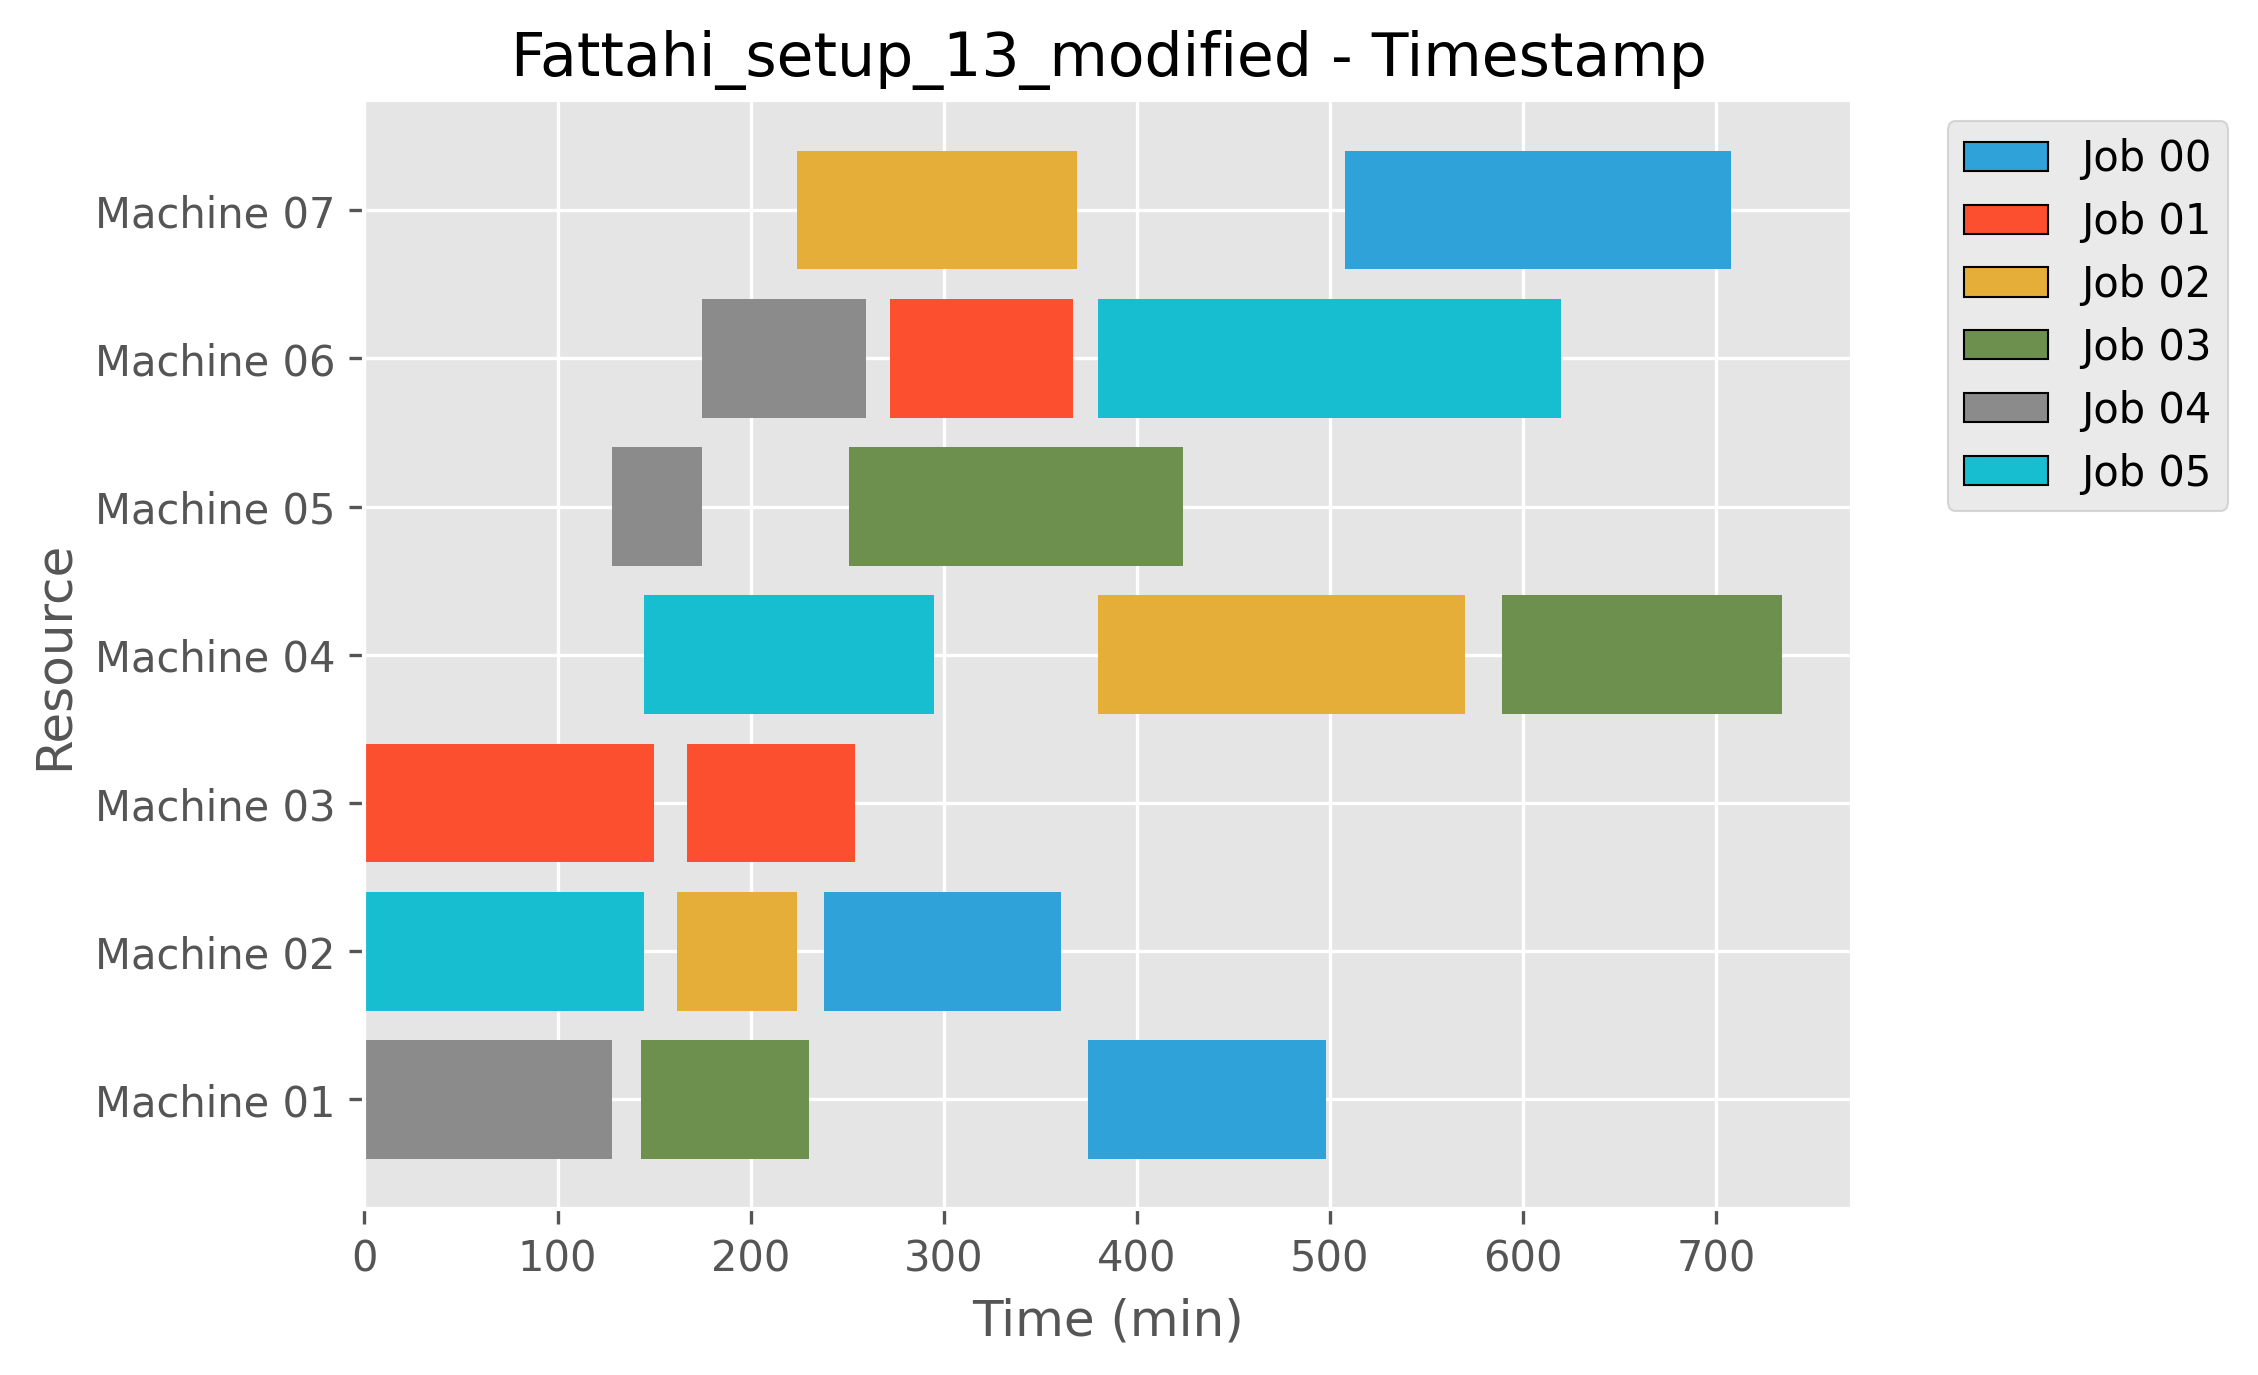 Fattahi_setup_13_modified - Timestamp
Machine 07
Machine 06
Machine 05
Machine 04
Machine 03
Machine 02
Machine 01
Resource
0 100 200 300 400 500 600 700
Time (min)
Job 00
Job 01
Job 02
Job 03
Job 04
Job 05